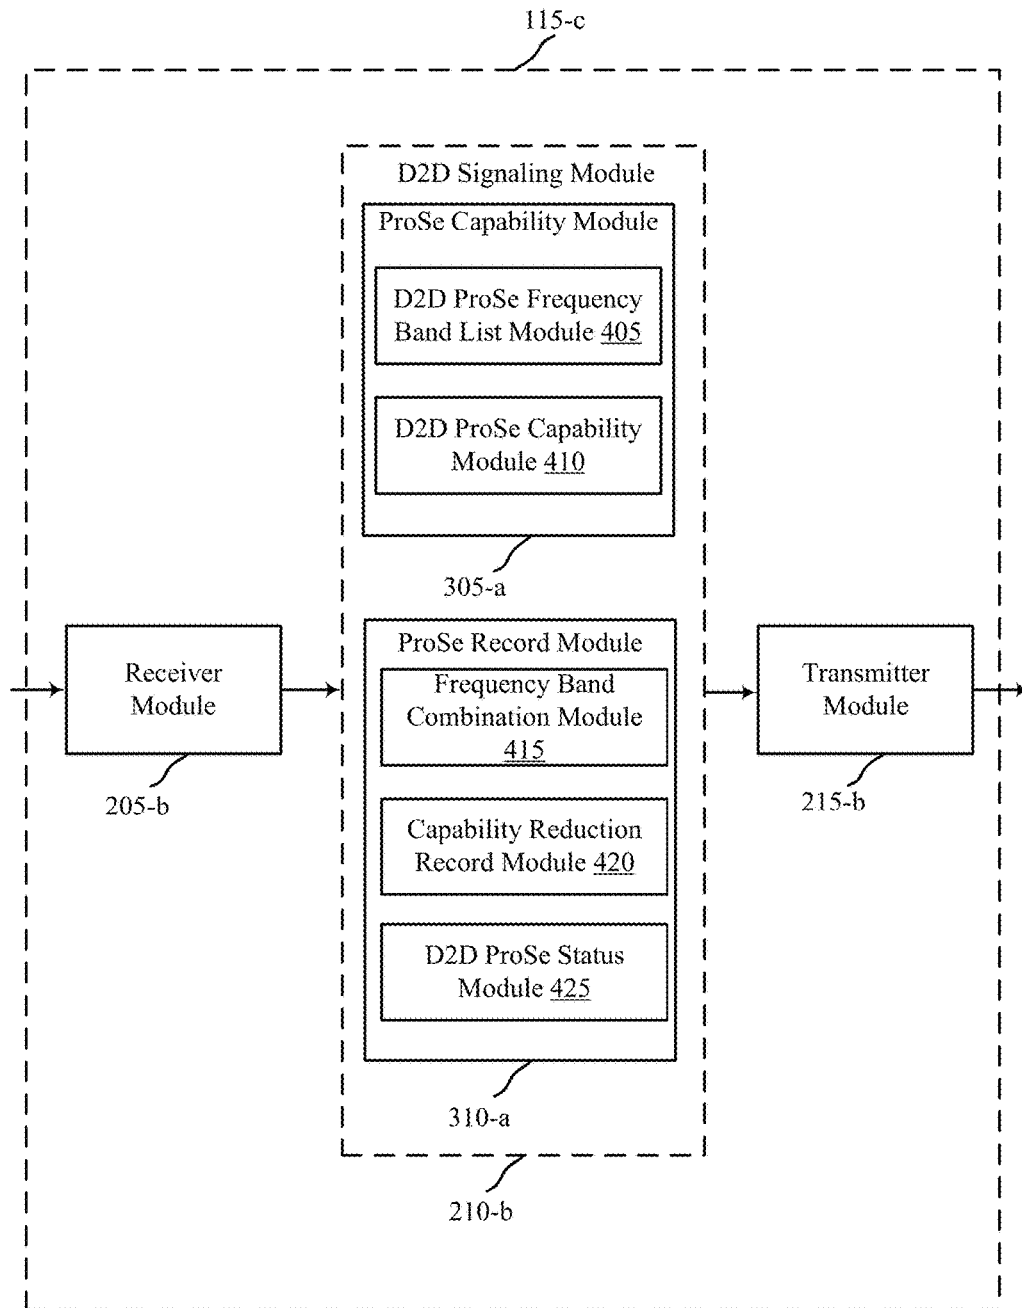 115-c
D2D Signaling Module
ProSe Capability Module
D2D ProSe Frequency
Band List Module 405
D2D ProSe Capability
Module 410
305-a
ProSe Record Module
Frequency Band
Combination Module
415
Capability Reduction
Record Module 420
D2D ProSe Status
Module 425
310-a
210-b
Receiver
Module
205-b
Transmitter
Module
215-b